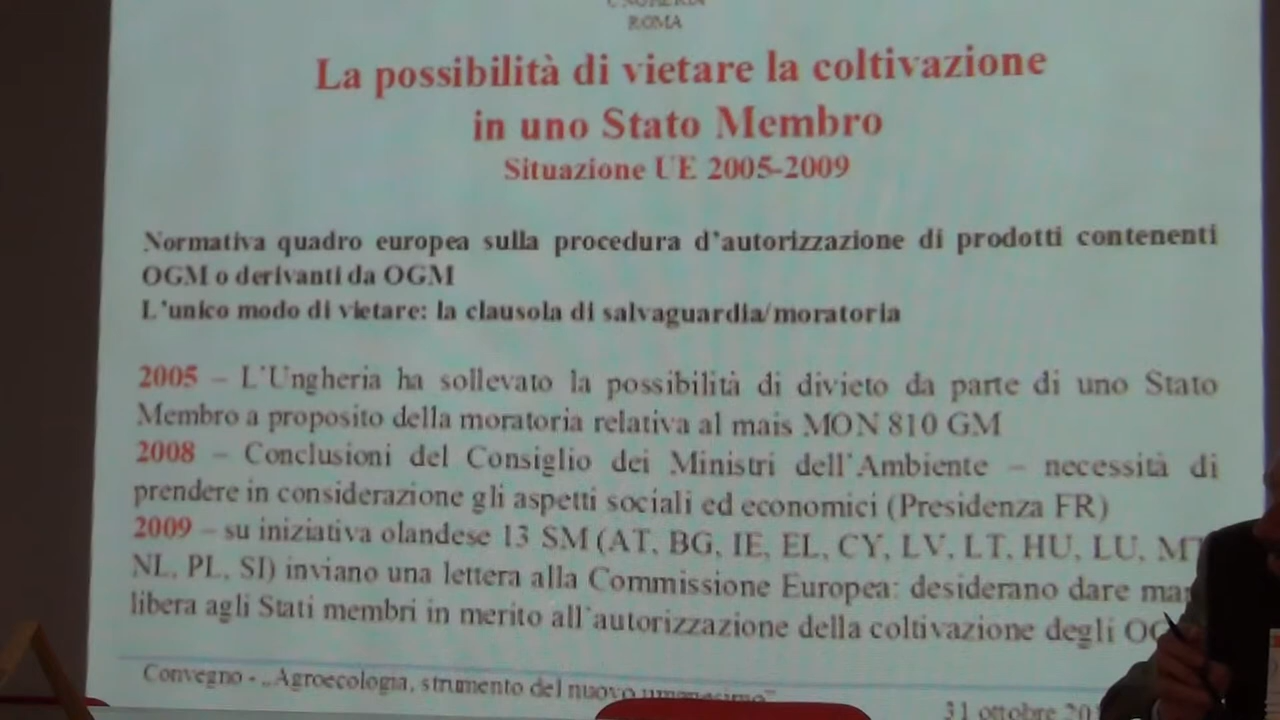 ROMA
La possibilità di vietare la coltivazione
in uno Stato Membro
Situazione UE 2005-2009
Normativa quadro europea sulla procedura d'autorizzazione di prodotti contenenti
OGM o derivanti da OGM
L'unico modo di vietare: la clausola di salvaguardia/moratoria
2005 – L'Ungheria ha sollevato la possibilità di divieto da parte di uno Stato
Membro a proposito della moratoria relativa al mais MON 810 GM
2008 – Conclusioni del Consiglio dei Ministri dell'Ambiente – necessità di
prendere in considerazione gli aspetti sociali ed economici (Presidenza FR)
2009 – su iniziativa olandese 13 SM (AT, BG, IE, EL, CY, LV, LT, HU, LU,
NL, PL, SI) inviano una lettera alla Commissione Europea: desiderano dare
libera agli Stati membri in merito all'autorizzazione della coltivazione degli
Convegno - „Agroecologia, strumento del nuovo
31 ottobre